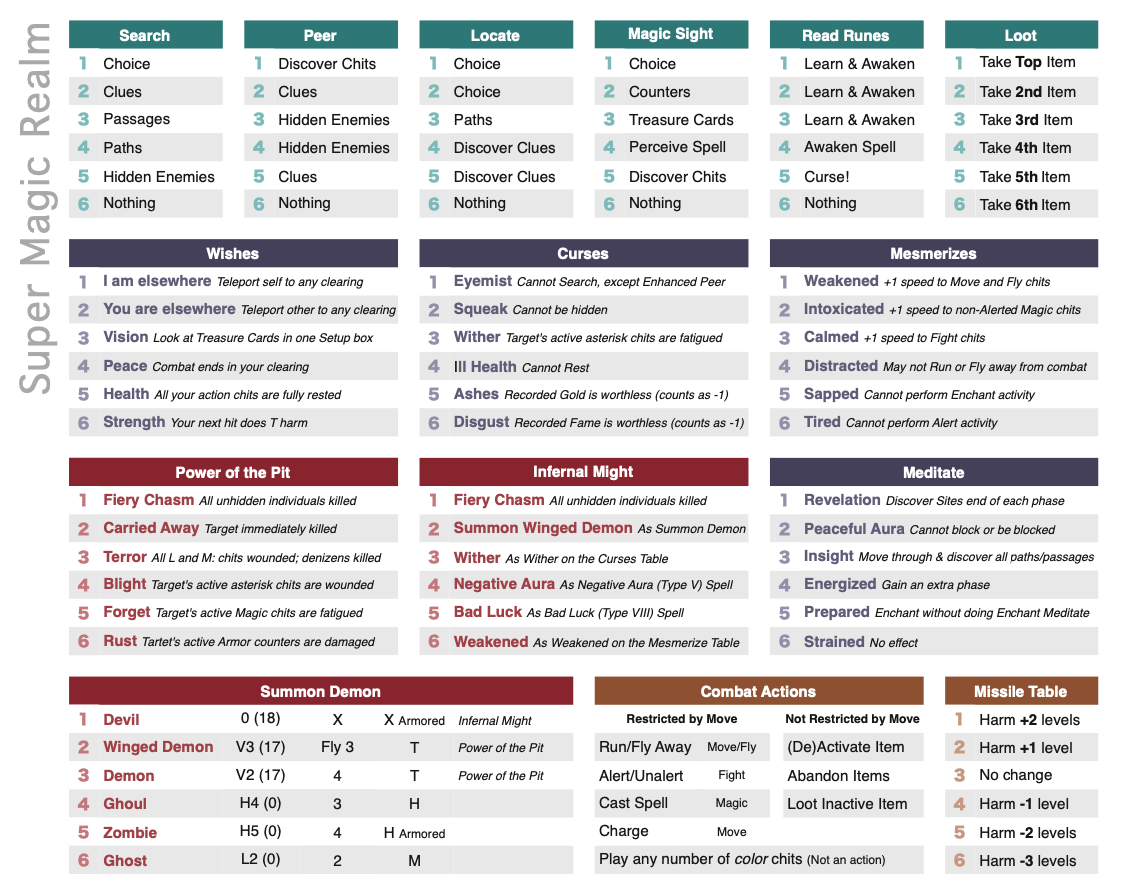 Super Magic Realm
Search
1 Choice
2 Clues
3 Passages
4 Paths
5 Hidden Enemies
6 Nothing
Peer
1 Discover Chits
2 Clues
3 Hidden Enemies
4 Hidden Enemies
5 Clues
6 Nothing
Locate
1 Choice
2 Choice
3 Paths
4 Discover Clues
5 Discover Clues
6 Nothing
Magic Sight
1 Choice
2 Counters
3 Treasure Cards
4 Perceive Spell
5 Discover Chits
6 Nothing
Read Runes
1 Learn & Awaken
2 Learn & Awaken
3 Learn & Awaken
4 Awaken Spell
5 Curse!
6 Nothing
Loot
1 Take Top Item
2 Take 2nd Item
3 Take 3rd Item
4 Take 4th Item
5 Take 5th Item
6 Take 6th Item
Wishes
1 I am elsewhere Teleport self to any clearing
2 You are elsewhere Teleport other to any clearing
3 Vision Look at Treasure Cards in one Setup box
4 Peace Combat ends in your clearing
5 Health All your action chits are fully rested
6 Strength Your next hit does T harm
Curses
1 Eyemist Cannot Search, except Enhanced Peer
2 Squeak Cannot be hidden
3 Wither Target's active asterisk chits are fatigued
4 Ill Health Cannot Rest
5 Ashes Recorded Gold is worthless (counts as -1)
6 Disgust Recorded Fame is worthless (counts as -1)
Mesmerizes
1 Weakened +1 speed to Move and Fly chits
2 Intoxicated +1 speed to non-Alerted Magic chits
3 Calmed +1 speed to Fight chits
4 Distracted May not Run or Fly away from combat
5 Sapped Cannot perform Enchant activity
6 Tired Cannot perform Alert activity
Power of the Pit
1 Fiery Chasm All unhidden individuals killed
2 Carried Away Target immediately killed
3 Terror All L and M: chits wounded; denizens killed
4 Blight Target's active asterisk chits are wounded
5 Forget Target's active Magic chits are fatigued
6 Rust Tartet's active Armor counters are damaged
Infernal Might
1 Fiery Chasm All unhidden individuals killed
2 Summon Winged Demon As Summon Demon
3 Wither As Wither on the Curses Table
4 Negative Aura As Negative Aura (Type V) Spell
5 Bad Luck As Bad Luck (Type VIII) Spell
6 Weakened As Weakened on the Mesmerize Table
Meditate
1 Revelation Discover Sites end of each phase
2 Peaceful Aura Cannot block or be blocked
3 Insight Move through & discover all paths/passages
4 Energized Gain an extra phase
5 Prepared Enchant without doing Enchant Meditate
6 Strained No effect
Summon Demon
1 Devil 0 (18) X X Armored Infernal Might
2 Winged Demon V3 (17) Fly 3 T Power of the Pit
3 Demon V2 (17) 4 T Power of the Pit
4 Ghoul H4 (0) 3 H
5 Zombie H5 (0) 4 H Armored
6 Ghost L2 (0) 2 M
Combat Actions
Restricted by Move Not Restricted by Move
Run/Fly Away Move/Fly (De)Activate Item
Alert/Unalert Fight Abandon Items
Cast Spell Magic Loot Inactive Item
Charge Move
Play any number of color chits (Not an action)
Missile Table
1 Harm +2 levels
2 Harm +1 level
3 No change
4 Harm -1 level
5 Harm -2 levels
6 Harm -3 levels